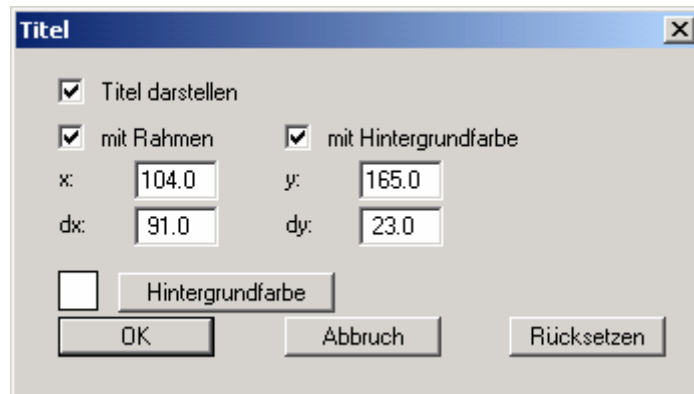 Titel
Titel darstellen
mit Rahmen mit Hintergrundfarbe
x: 104.0 y: 165.0
dx: 91.0 dy: 23.0
Hintergrundfarbe
OK Abbruch Rücksetzen